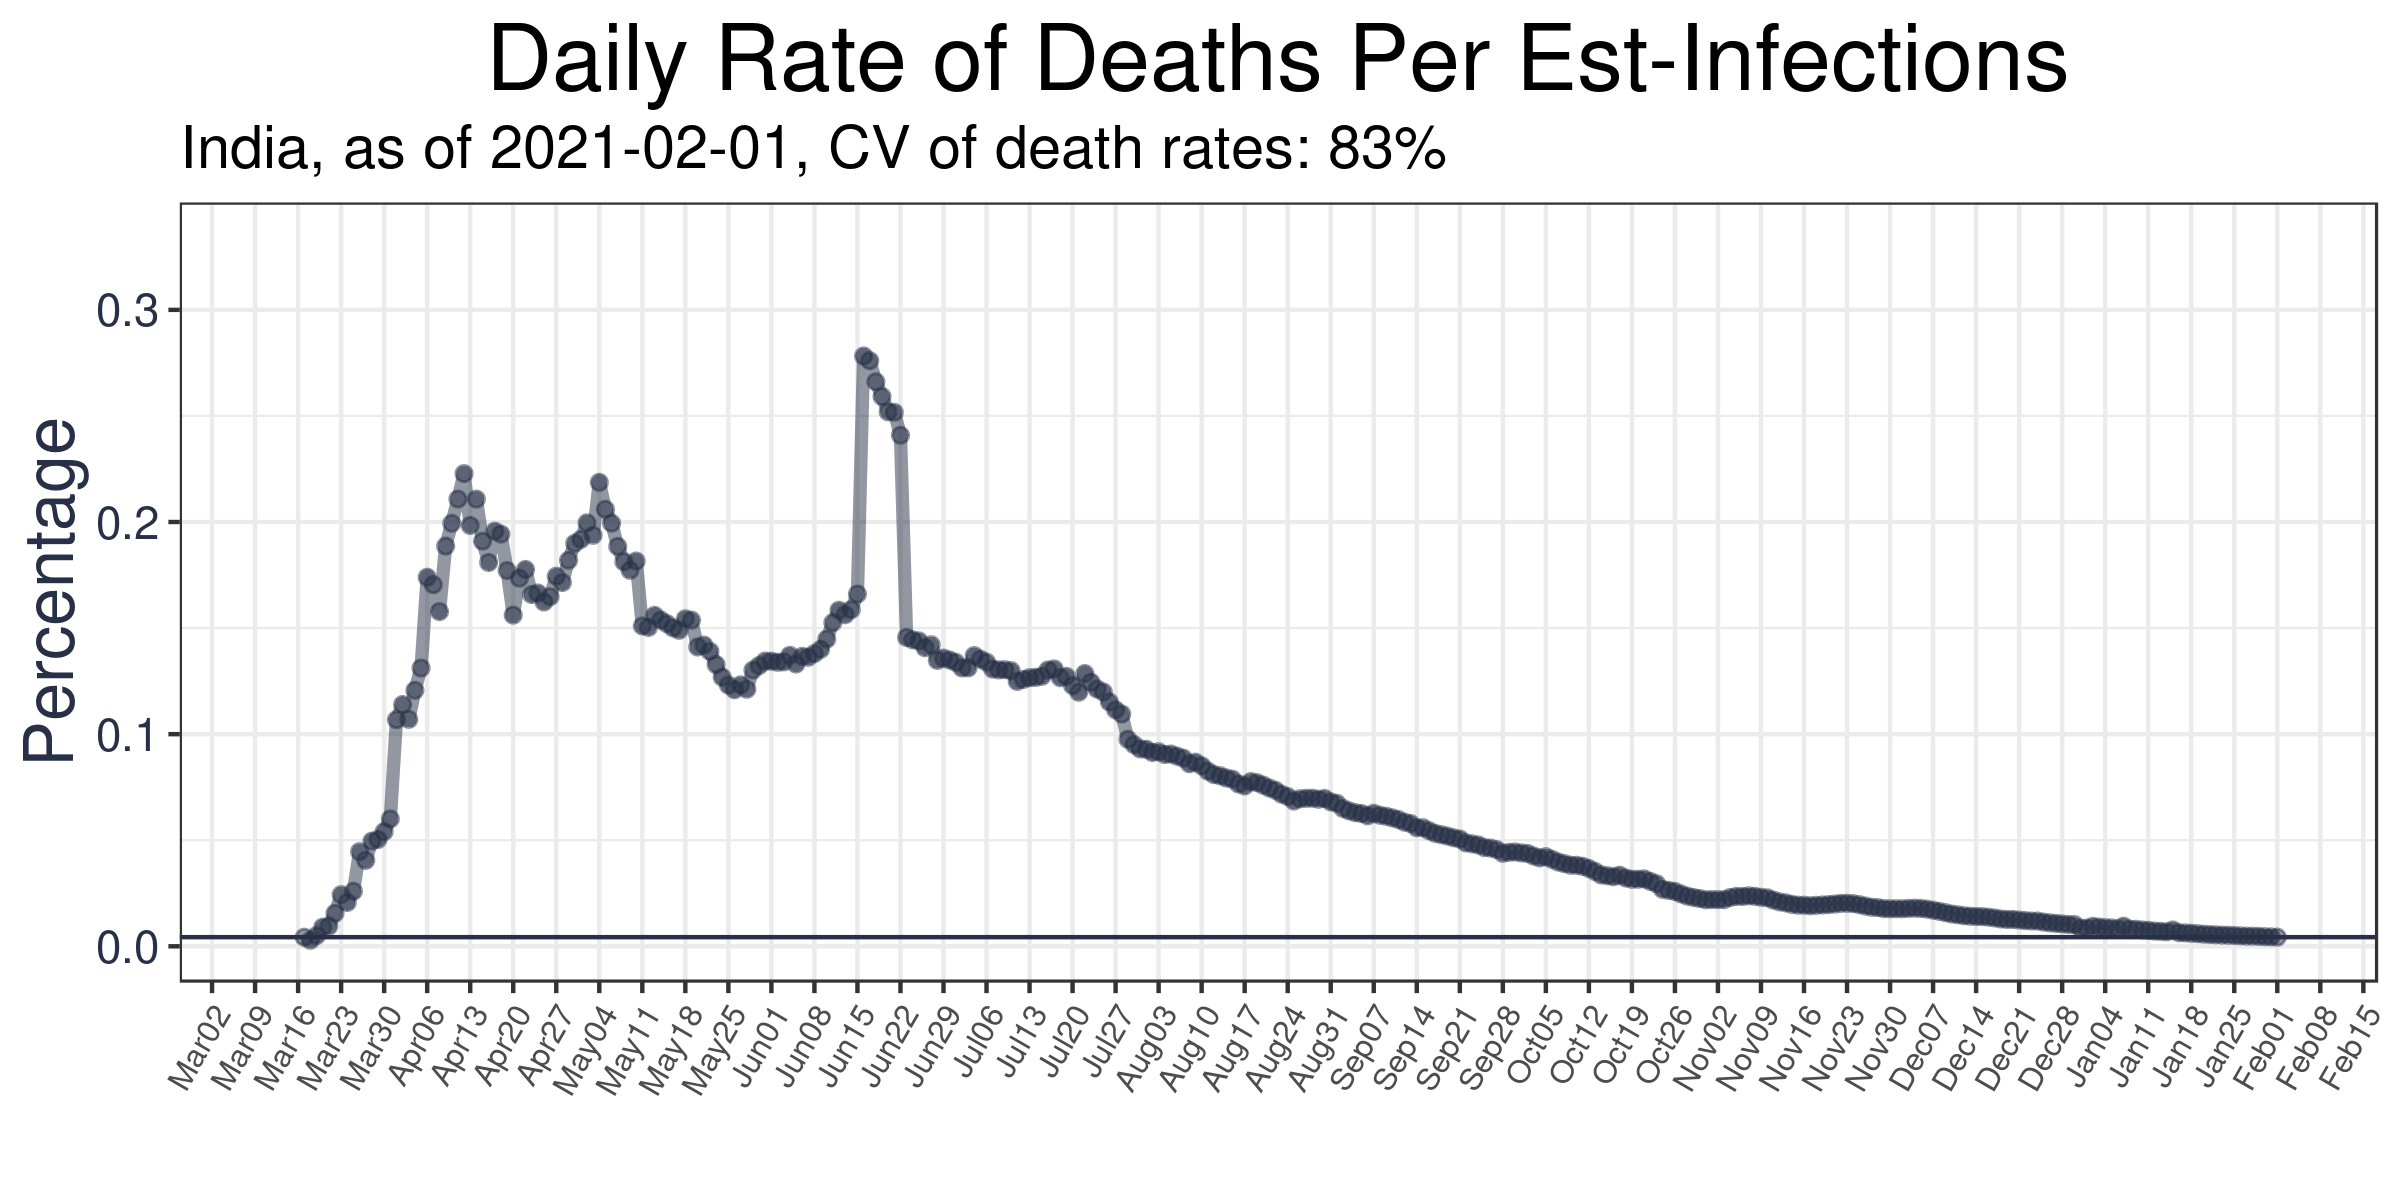 Daily Rate of Deaths Per Est-Infections
India, as of 2021-02-01, CV of death rates: 83%
Percentage
0.3
0.2
0.1
0.0
Mar02
Mar09
Mar16
Mar23
Mar30
Apr06
Apr13
Apr20
Apr27
May04
May11
May18
May25
Jun01
Jun08
Jun15
Jun22
Jun29
Jul06
Jul13
Jul20
Jul27
Aug03
Aug10
Aug17
Aug24
Aug31
Sep07
Sep14
Sep21
Sep28
Oct05
Oct12
Oct19
Oct26
Nov02
Nov09
Nov16
Nov23
Nov30
Dec07
Dec14
Dec21
Dec28
Jan04
Jan11
Jan18
Jan25
Feb01
Feb08
Feb15